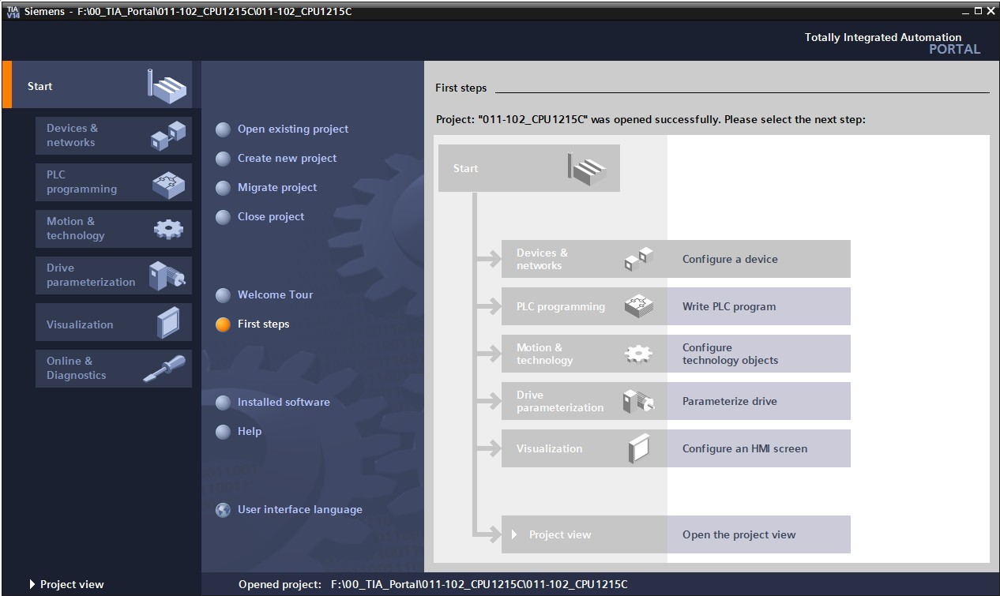 TIA
V14
Siemens - F:\00_TIA_Portal\011-102_CPU1215C\011-102_CPU1215C
Totally Integrated Automation
PORTAL
Start
Devices &
networks
PLC
programming
Motion &
technology
Drive
parameterization
Visualization
Online &
Diagnostics
Project view
Open existing project
Create new project
Migrate project
Close project
Welcome Tour
First steps
Installed software
Help
User interface language
First steps
Project: "011-102_CPU1215C" was opened successfully. Please select the next step:
Start
Devices &
networks
Configure a device
PLC programming
Write PLC program
Motion &
technology
Configure
technology objects
Drive
parameterization
Parameterize drive
Visualization
Configure an HMI screen
Project view
Open the project view
Opened project: F:\00_TIA_Portal\011-102_CPU1215C\011-102_CPU1215C